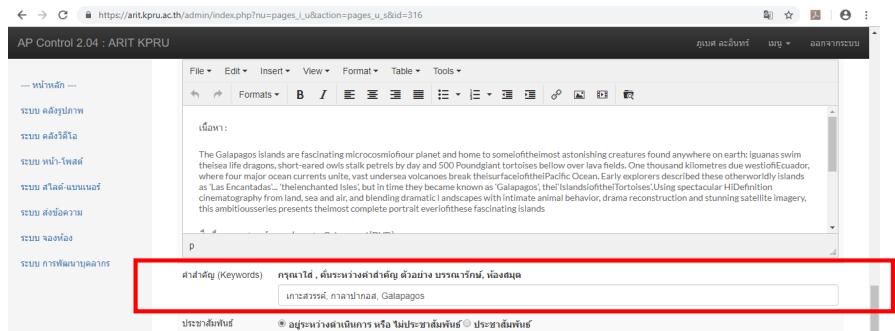 https://arit.kpru.ac.th/admin/index.php?nu=pages_i_u&action=pages_u_s&id=316
AP Control 2.04 : ARIT KPRU ภูเบศ ละอินทร์ เมนู ออกจากระบบ
File Edit Insert View Format Table Tools
--- หน้าหลัก ---
Formats B I
ระบบ คลังรูปภาพ
ระบบ คลังวิดีโอ
เนื้อหา :
ระบบ หน้า-โพสต์
The Galapagos islands are fascinating microcosmiofiour planet and home to someiofitheimost astonishing creatures found anywhere on earth: iguanas swim
theisea life dragons, short-eared owls stalk petrels by day and 500 Poundgiant tortoises bellow over lava fields. One thousand kilometres due westiofiEcuador,
where four major ocean currents unite, vast undersea volcanoes break theisurfaceiofitheiPacific Ocean. Early explorers described these otherworldly islands
ระบบ สไลด์-แบนเนอร์
as 'Las Encantadas'... 'theienchanted Isles', but in time they became known as 'Galapagos', thei'IslandsiofitheiTortoises'.Using spectacular HiDefinition
cinematography from land, sea and air, and blending dramatic l andscapes with intimate animal behavior, drama reconstruction and stunning satellite imagery,
ระบบ ส่งข้อความ
this ambitiousseries presents theimost complete portrait everiofithese fascinating islands
ระบบ จองห้อง
p
ระบบ การพัฒนาบุคลากร
คำสำคัญ (Keywords) กรุณาใส่ , คั่นระหว่างคำสำคัญ ตัวอย่าง บรรณารักษ์, ห้องสมุด
เกาะสวรรค์, กาลาปากอส, Galapagos
ประชาสัมพันธ์ อยู่ระหว่างดำเนินการ หรือ ไม่ประชาสัมพันธ์ ประชาสัมพันธ์